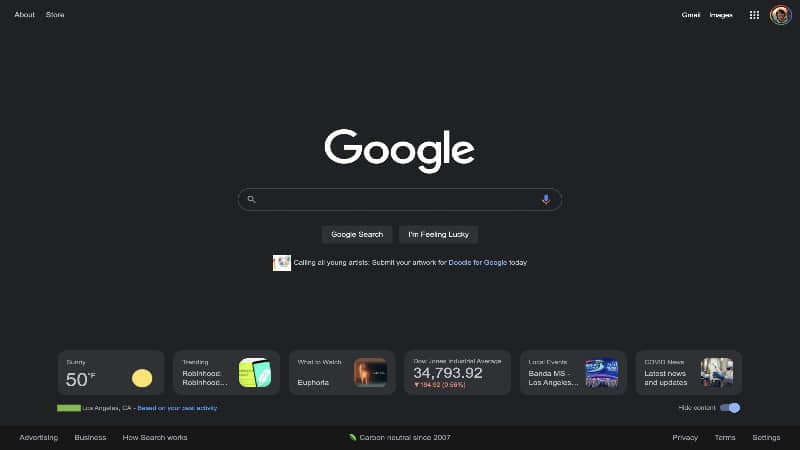 About Store
Gmail Images
Google
Google Search I'm Feeling Lucky
Calling all young artists: Submit your artwork for Doodle for Google today
Sunny
50°F
Trending
Robinhood:
Robinhood...
What to Watch
Euphoria
Dow Jones Industrial Average
34,793.92
▼194.92 (0.56%)
Local Events
Banda MS -
Los Angeles...
COVID News
Latest news
and updates
Los Angeles, CA - Based on your past activity
Hide content
Advertising Business How Search works
Carbon neutral since 2007
Privacy Terms Settings